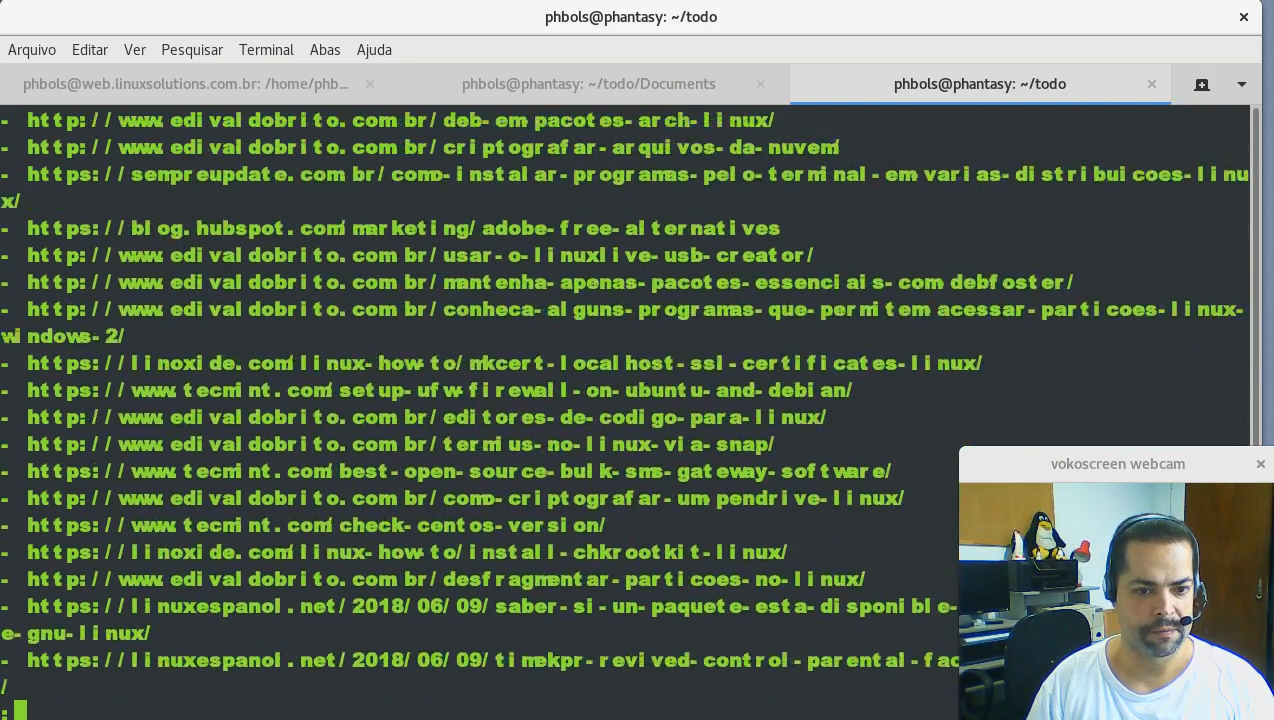 phbols@phantasy: ~/todo
Arquivo Editar Ver Pesquisar Terminal Abas Ajuda
phbols@web.linuxsolutions.com.br: /home/phb... phbols@phantasy: ~/todo/Documents phbols@phantasy: ~/todo
- http://www.edivaldobrito.com.br/deb-em-pacotes-arch-linux/
- http://www.edivaldobrito.com.br/criptografar-arquivos-da-nuvem/
- https://sempreupdate.com.br/como-instalar-programas-pelo-terminal-em-varias-distribuicoes-linu
x/
- https://blog.hubspot.com/marketing/adobe-free-alternatives
- http://www.edivaldobrito.com.br/usar-o-linuxlive-usb-creator/
- http://www.edivaldobrito.com.br/mantenha-apenas-pacotes-essenciais-com-debfoster/
- http://www.edivaldobrito.com.br/conheca-alguns-programas-que-permitem-acessar-particoes-linux-
windows-2/
- https://linoxide.com/linux-how-to/mkcert-localhost-ssl-certificates-linux/
- https://www.tecmint.com/setup-ufw-firewall-on-ubuntu-and-debian/
- http://www.edivaldobrito.com.br/editores-de-codigo-para-linux/
- http://www.edivaldobrito.com.br/termius-no-linux-via-snap/
- https://www.tecmint.com/best-open-source-bulk-sms-gateway-software/
- http://www.edivaldobrito.com.br/como-criptografar-um-pendrive-linux/
- https://www.tecmint.com/check-centos-version/
- https://linoxide.com/linux-how-to/install-chkrootkit-linux/
- http://www.edivaldobrito.com.br/desfragmentar-particoes-no-linux/
- https://linuxespanol.net/2018/06/09/saber-si-un-paquete-esta-disponible-
e-gnu-linux/
- https://linuxespanol.net/2018/06/09/timekpr-revived-control-parental-fac
/
:
vokoscreen webcam